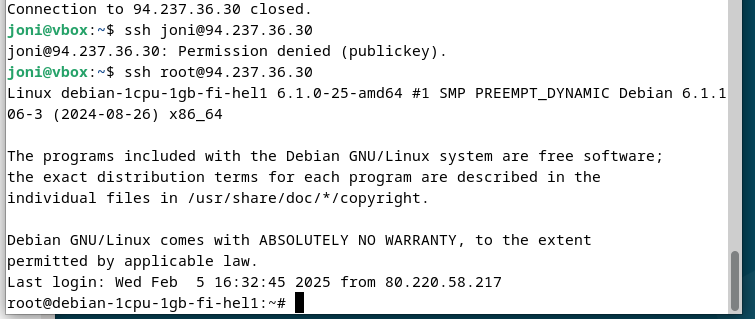 Connection to 94.237.36.30 closed.
joni@vbox:~$ ssh joni@94.237.36.30
joni@94.237.36.30: Permission denied (publickey).
joni@vbox:~$ ssh root@94.237.36.30
Linux debian-1cpu-1gb-fi-hel1 6.1.0-25-amd64 #1 SMP PREEMPT_DYNAMIC Debian 6.1.1
06-3 (2024-08-26) x86_64

The programs included with the Debian GNU/Linux system are free software;
the exact distribution terms for each program are described in the
individual files in /usr/share/doc/*/copyright.

Debian GNU/Linux comes with ABSOLUTELY NO WARRANTY, to the extent
permitted by applicable law.
Last login: Wed Feb  5 16:32:45 2025 from 80.220.58.217
root@debian-1cpu-1gb-fi-hel1:~#